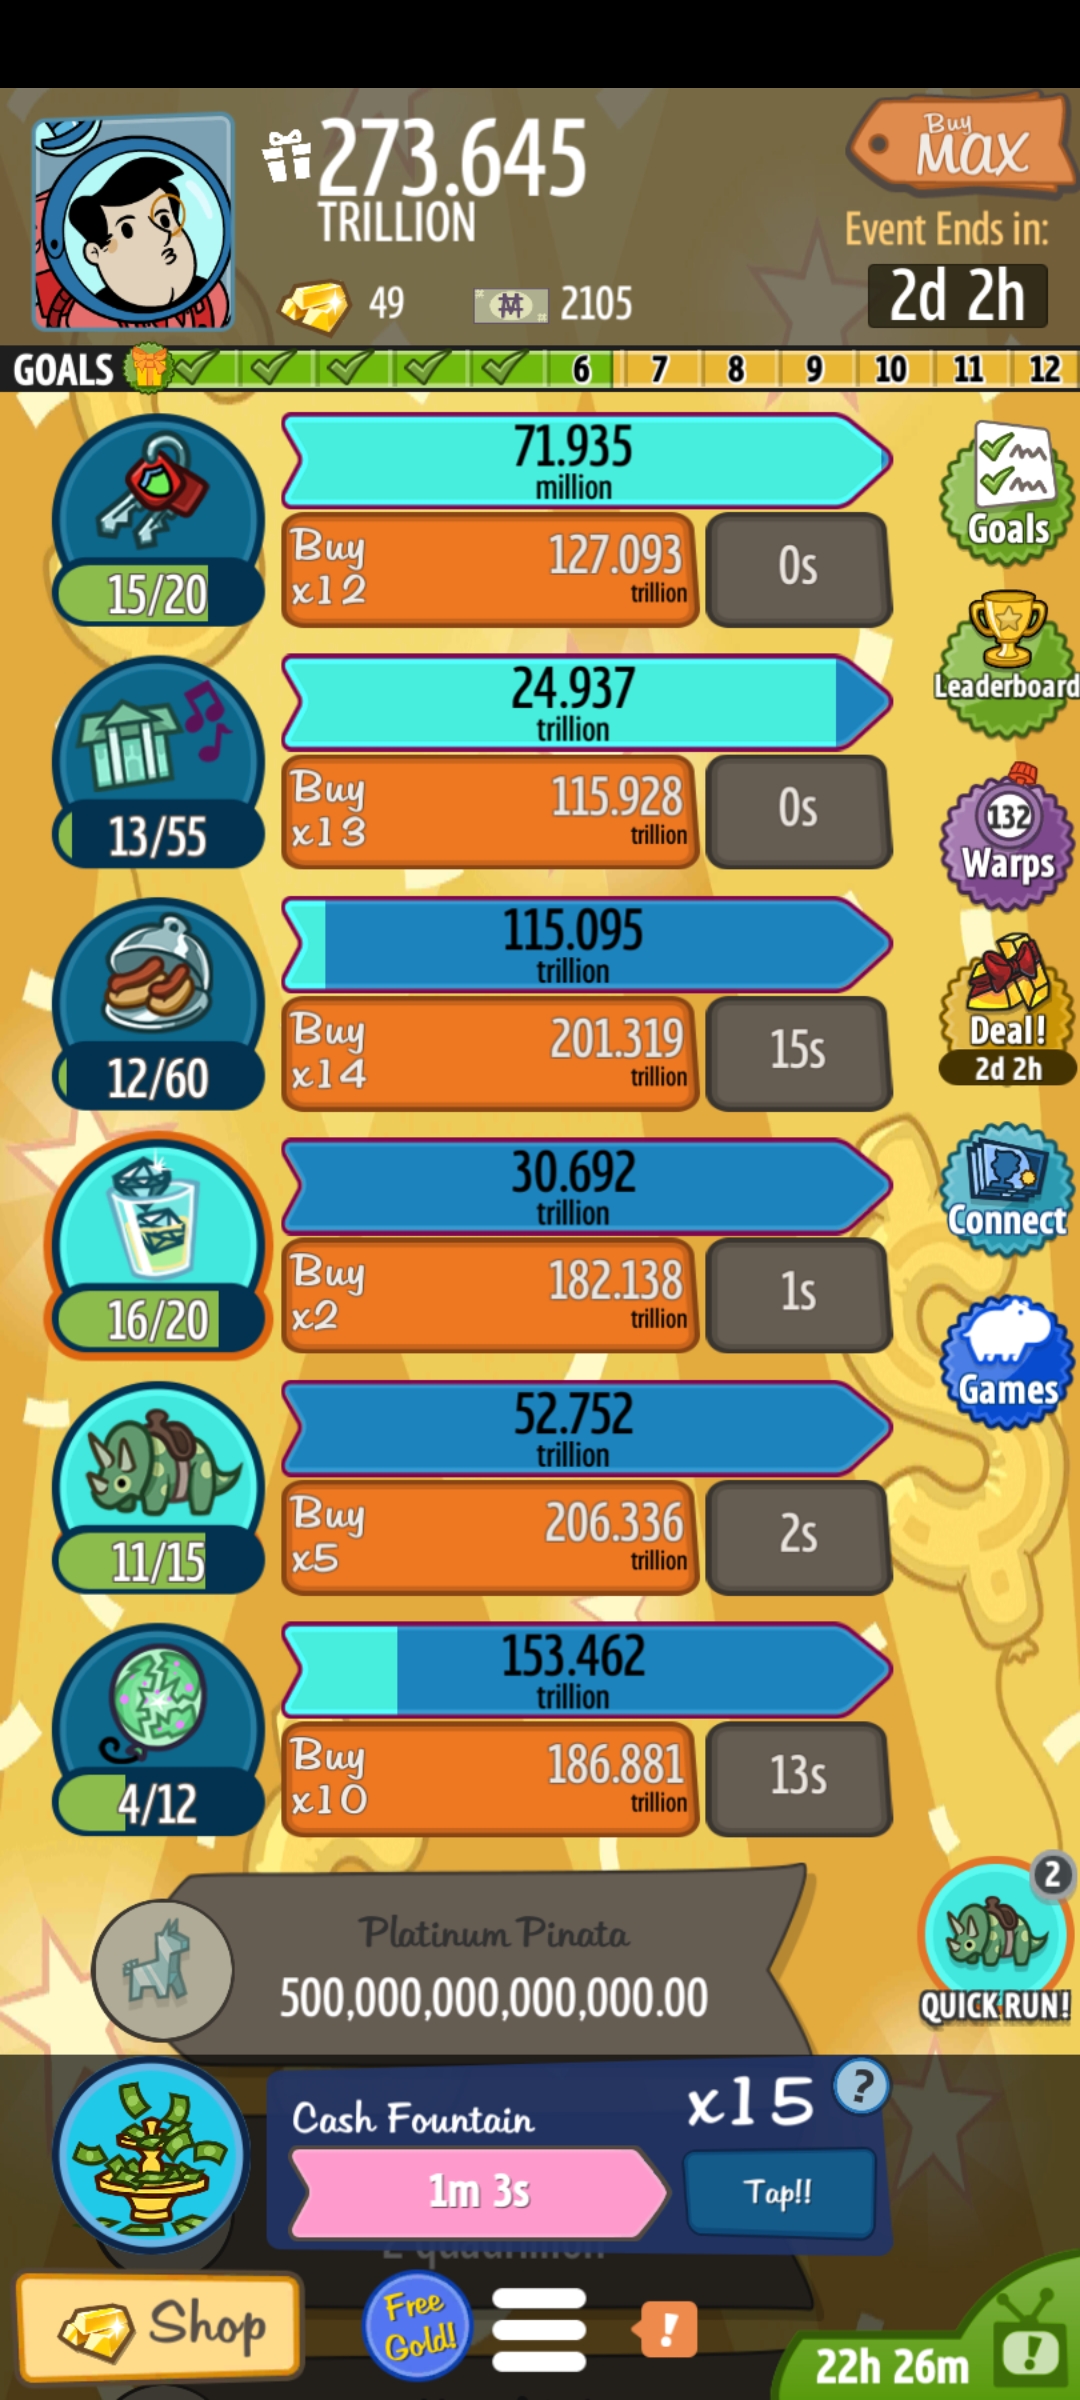 273.645
TRILLION
49
2105
Buy
MAX
Event Ends in:
2d 2h
GOALS
6
7
8
9
10
11
12
71.935
million
Buy
x12
127.093
trillion
0s
15/20
Goals
24.937
trillion
Buy
x13
115.928
trillion
0s
13/55
Leaderboard
115.095
trillion
Buy
x14
201.319
trillion
15s
12/60
132
Warps
Deal!
2d 2h
30.692
trillion
Buy
x2
182.138
trillion
1s
16/20
Connect
Games
52.752
trillion
Buy
x5
206.336
trillion
2s
11/15
153.462
trillion
Buy
x10
186.881
trillion
13s
4/12
Platinum Pinata
500,000,000,000,000.00
2
QUICK RUN!
Cash Fountain
x15
?
1m 3s
Tap!!
Shop
Free
Gold!
!
22h 26m
!